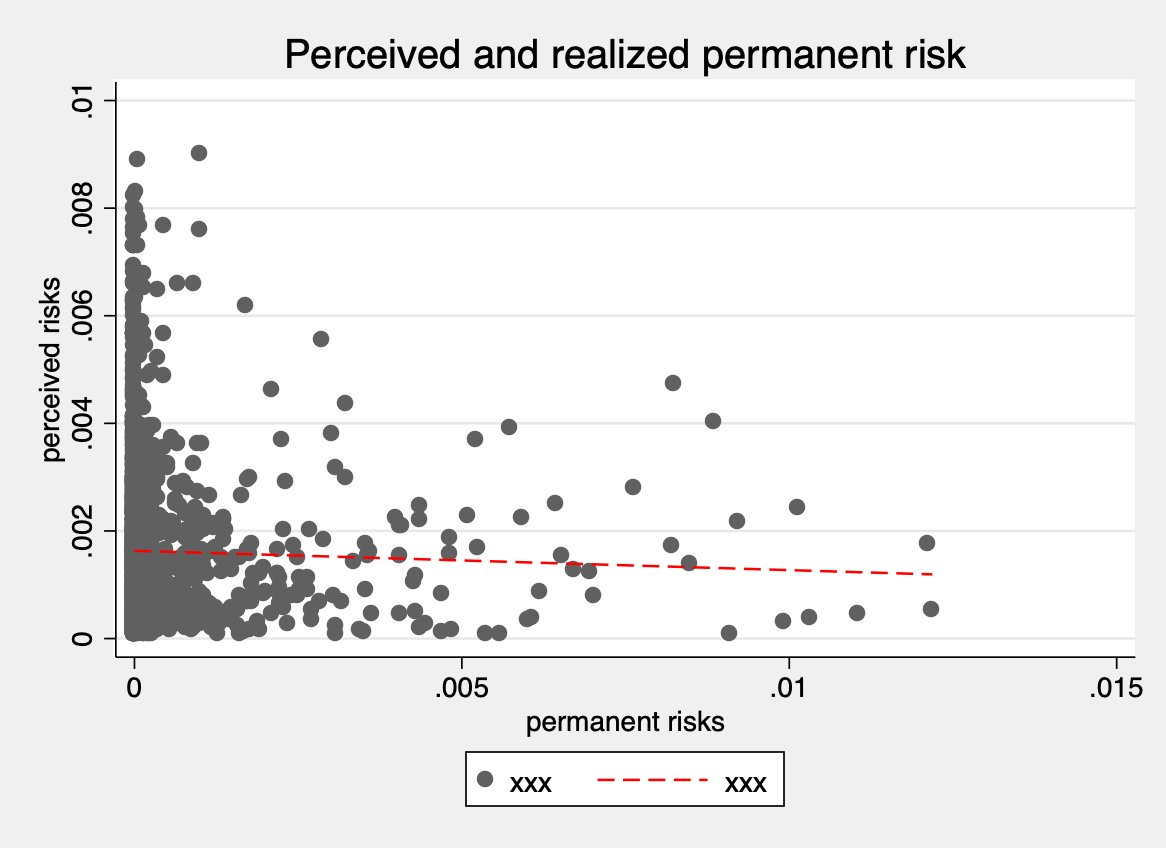 Perceived and realized permanent risk
perceived risks
.01
.008
.006
.004
.002
0
0 .005 .01 .015
permanent risks
xxx xxx